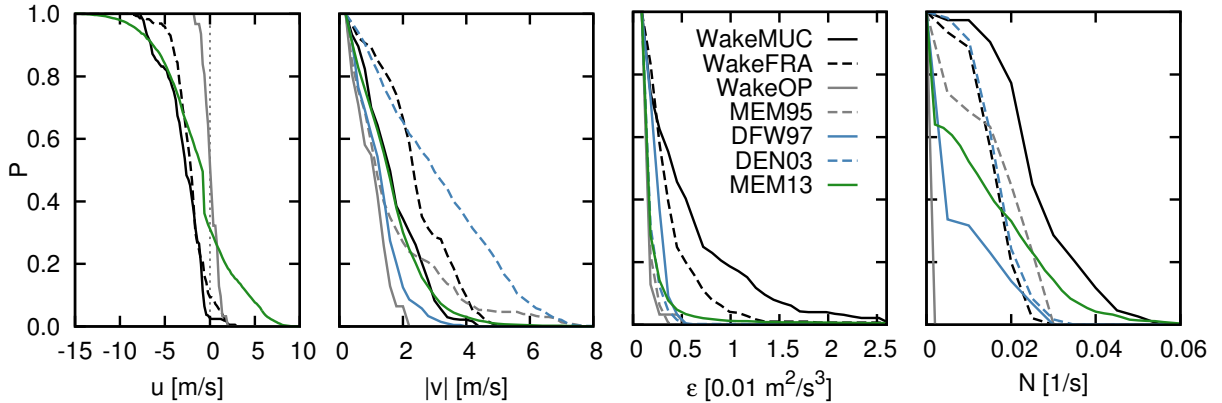 P
1.0
0.8
0.6
0.4
0.2
0.0
-15 -10 -5 0 5 10
u [m/s]
0 2 4 6 8
|v| [m/s]
WakeMUC
WakeFRA
WakeOP
MEM95
DFW97
DEN03
MEM13
0 0.5 1 1.5 2 2.5
ε [0.01 m²/s³]
0 0.02 0.04 0.06
N [1/s]